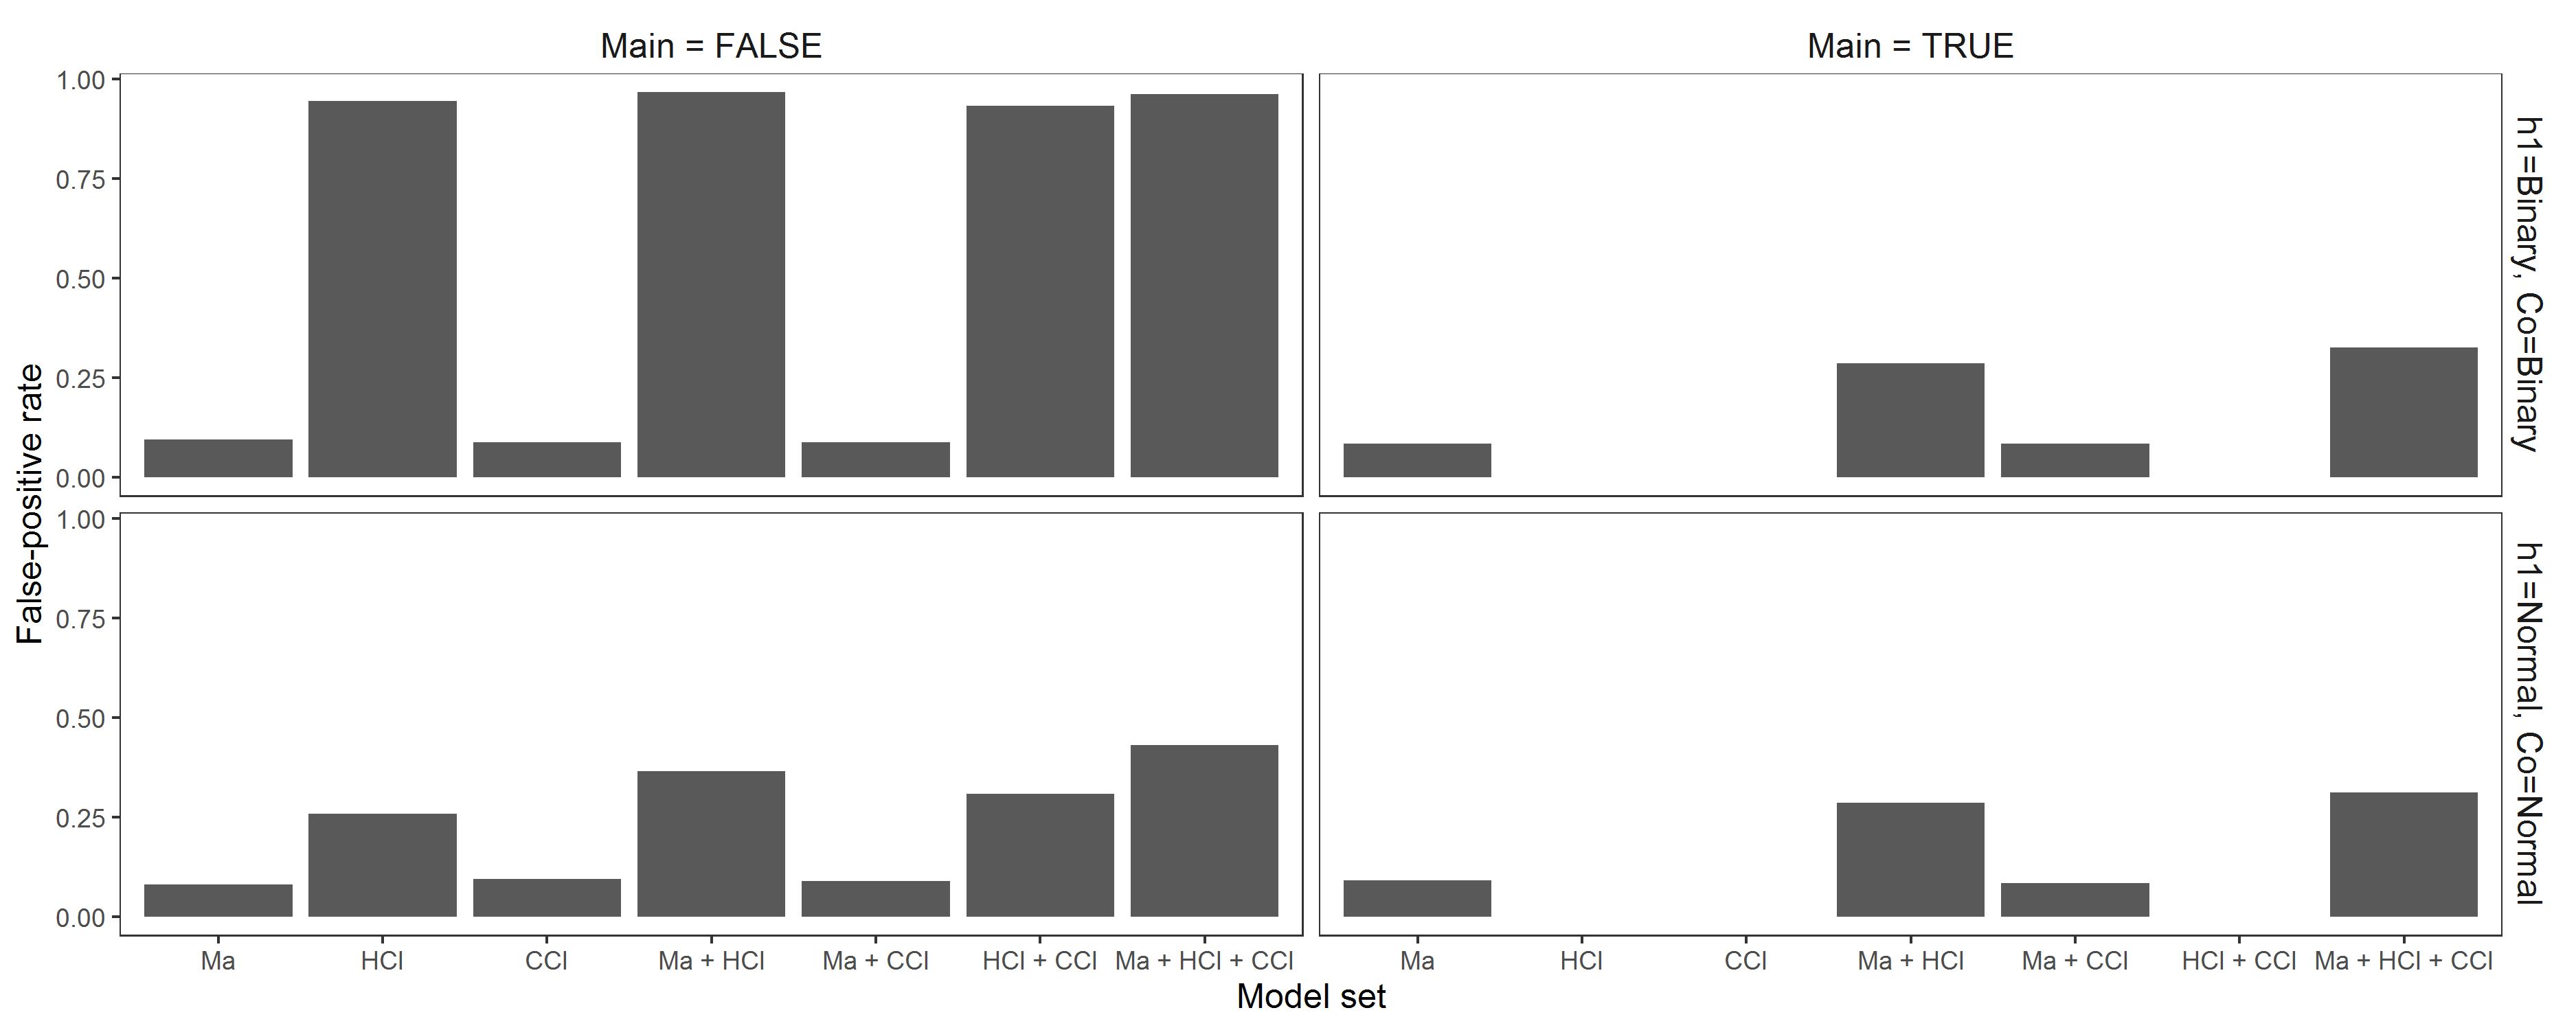 Main = FALSE
Main = TRUE
False-positive rate
1.00
0.75
0.50
0.25
0.00
h1=Binary, Co=Binary
1.00
0.75
0.50
0.25
0.00
h1=Normal, Co=Normal
Ma HCI CCI Ma + HCI Ma + CCI HCI + CCI Ma + HCI + CCI
Ma HCI CCI Ma + HCI Ma + CCI HCI + CCI Ma + HCI + CCI
Model set